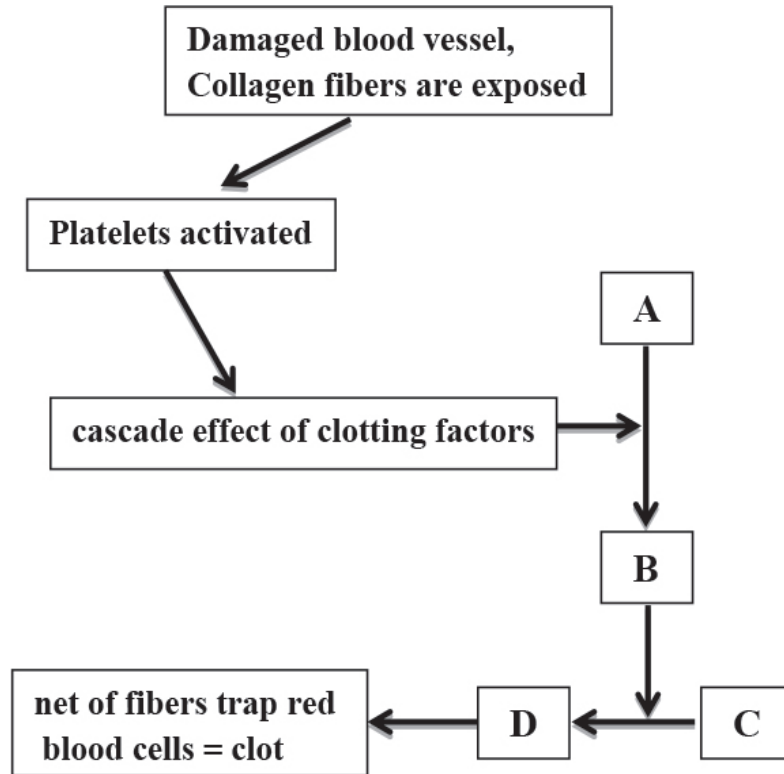 Damaged blood vessel,
Collagen fibers are exposed
Platelets activated
A
cascade effect of clotting factors
B
net of fibers trap red
blood cells = clot
D
C